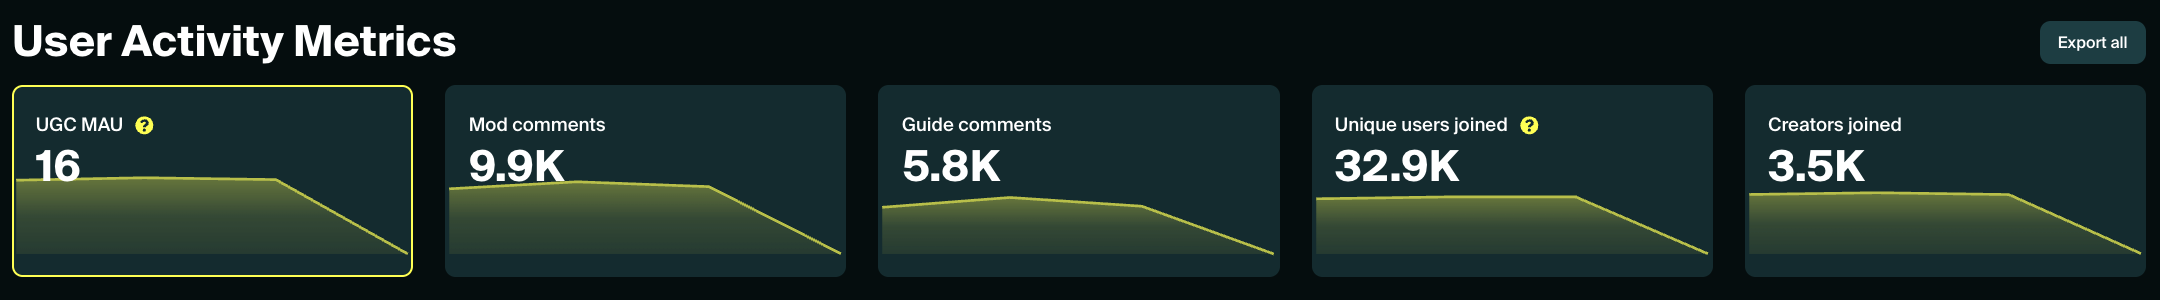 User Activity Metrics
Export all
UGC MAU ?
16
Mod comments
9.9K
Guide comments
5.8K
Unique users joined ?
32.9K
Creators joined
3.5K